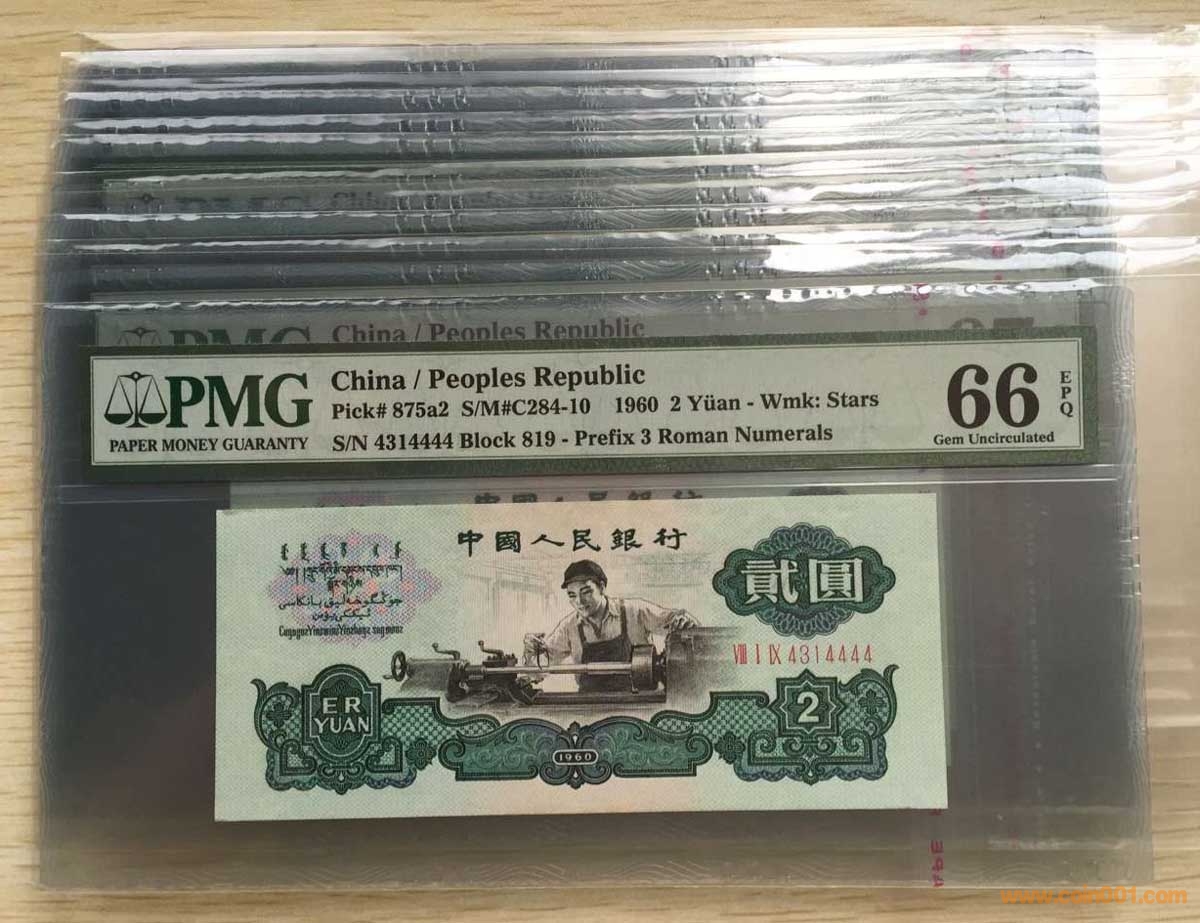 China / Peoples Republic
PMG
PAPER MONEY GUARANTY
China / Peoples Republic
Pick# 875a2 S/M#C284-10 1960 2 Yüan - Wmk: Stars
S/N 4314444 Block 819 - Prefix 3 Roman Numerals
66
EPQ
Gem Uncirculated
中國人民銀行
貳圓
VIII I IX 4314444
ER
YUAN
2
1960
www.coin001.com